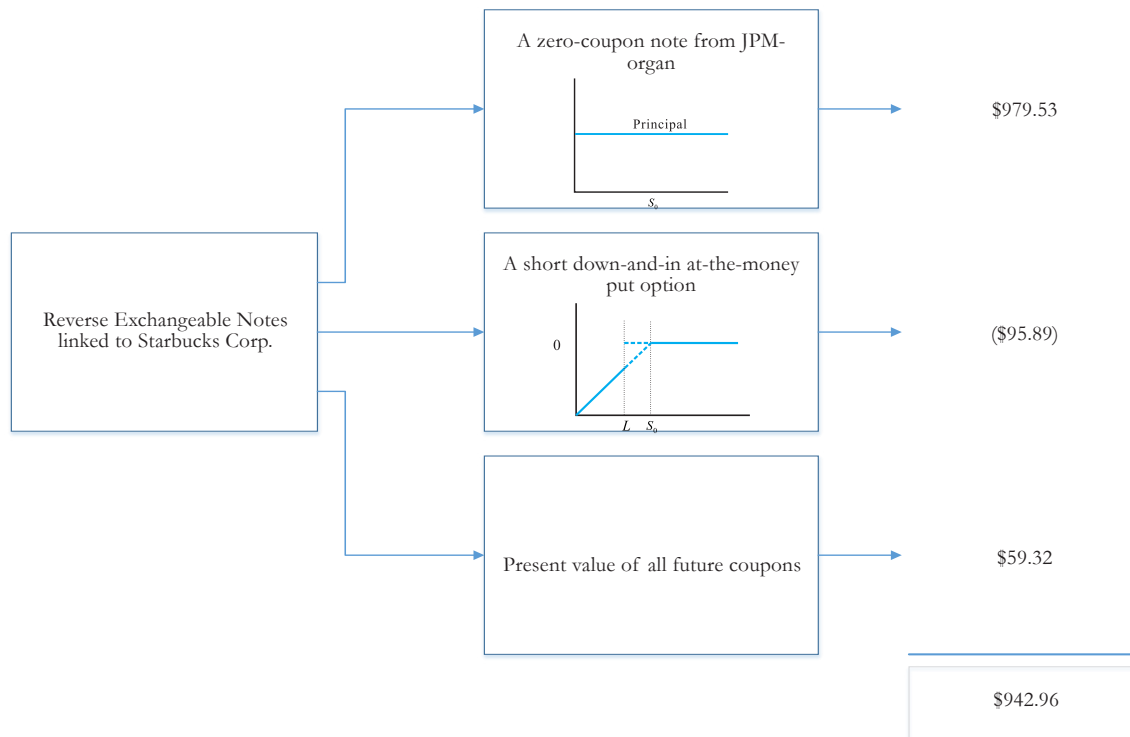 A zero-coupon note from JPM-
organ
Principal
S₀
$979.53
Reverse Exchangeable Notes
linked to Starbucks Corp.
A short down-and-in at-the-money
put option
0
L S₀
($95.89)
Present value of all future coupons
$59.32
$942.96